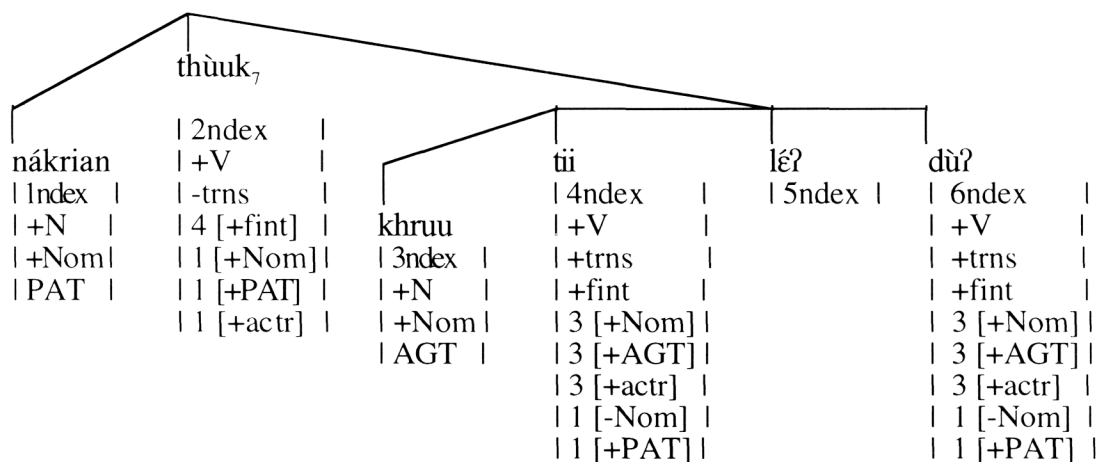 thùuk₇
| 2ndex |
| +V |
| -trns |
| 4 [+fint] |
| 1 [+Nom] |
| 1 [+PAT] |
| 1 [+actr] |
nákrian
| 1ndex |
| +N |
| +Nom |
| PAT |
khruu
| 3ndex |
| +N |
| +Nom |
| AGT |
tii
| 4ndex |
| +V |
| +trns |
| +fint |
| 3 [+Nom] |
| 3 [+AGT] |
| 3 [+actr] |
| 1 [-Nom] |
| 1 [+PAT] |
lɛ́ʔ
| 5ndex |
dùʔ
| 6ndex |
| +V |
| +trns |
| +fint |
| 3 [+Nom] |
| 3 [+AGT] |
| 3 [+actr] |
| 1 [-Nom] |
| 1 [+PAT] |